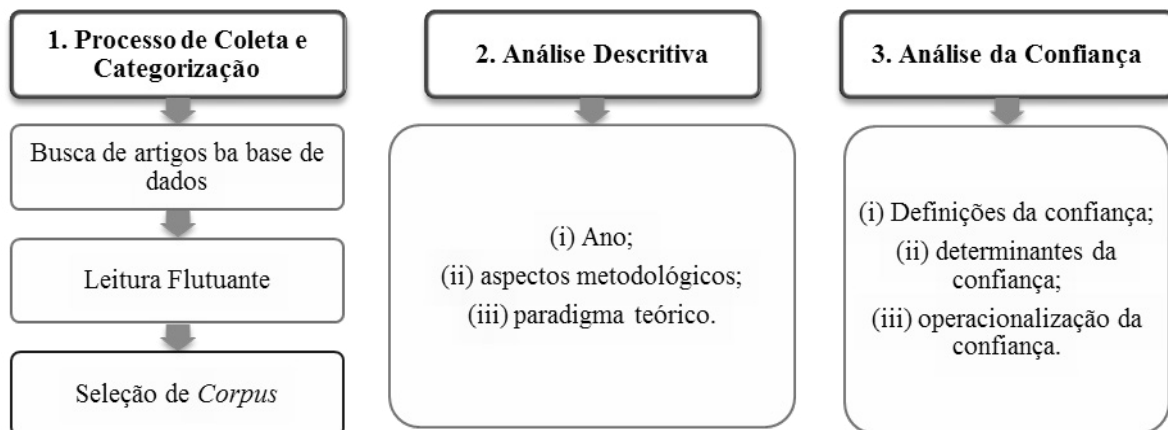 1. Processo de Coleta e
Categorização
Busca de artigos ba base de
dados
Leitura Flutuante
Seleção de Corpus
2. Análise Descritiva
(i) Ano;
(ii) aspectos metodológicos;
(iii) paradigma teórico.
3. Análise da Confiança
(i) Definições da confiança;
(ii) determinantes da
confiança;
(iii) operacionalização da
confiança.